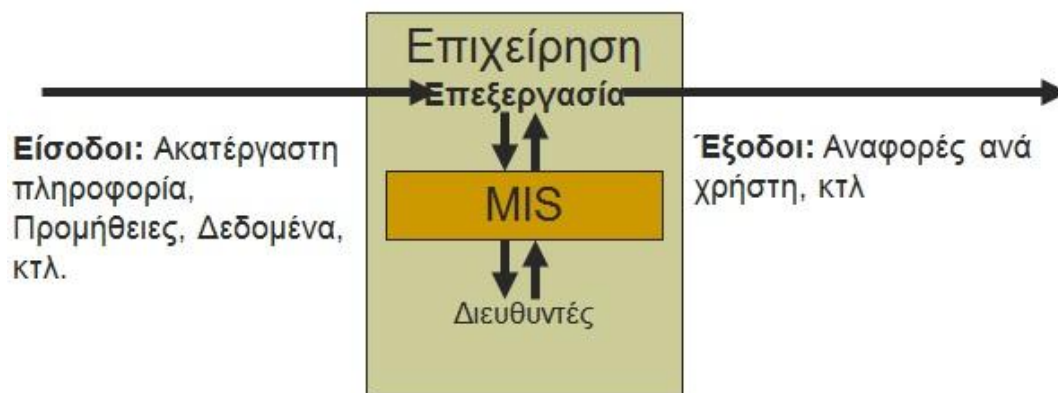 Επιχείρηση
Επεξεργασία
Είσοδοι: Ακατέργαστη
πληροφορία,
Προμήθειες, Δεδομένα,
κτλ.
MIS
Διευθυντές
Έξοδοι: Αναφορές ανά
χρήστη, κτλ